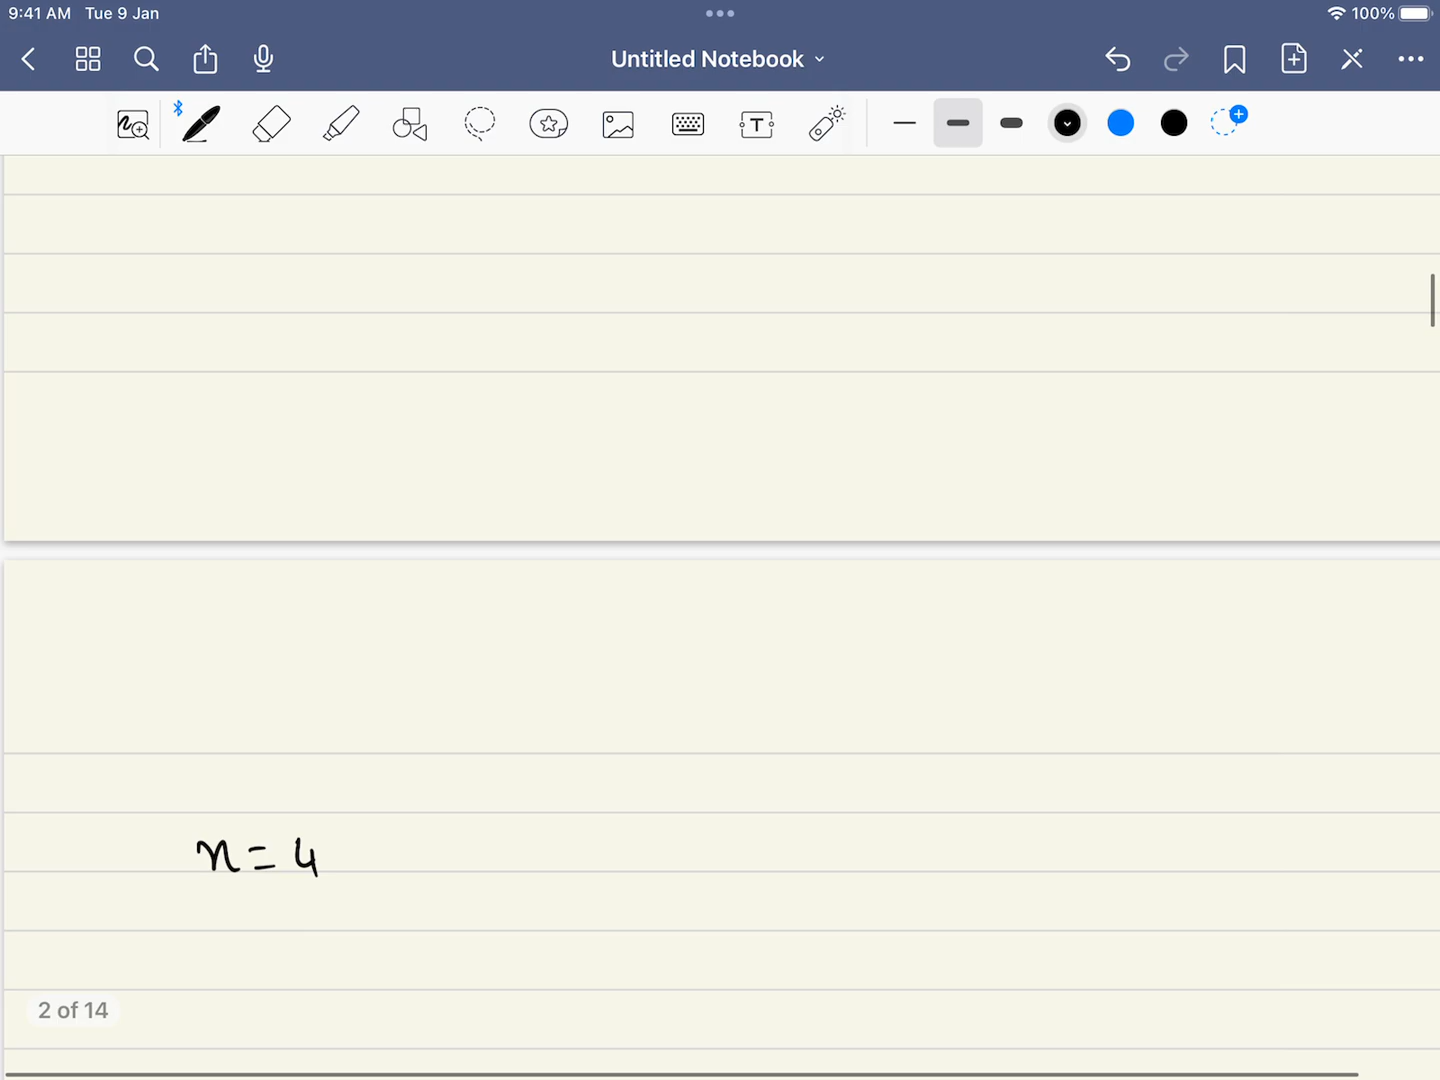 9:41 AM Tue 9 Jan
100%
Untitled Notebook
T
n = 4
2 of 14